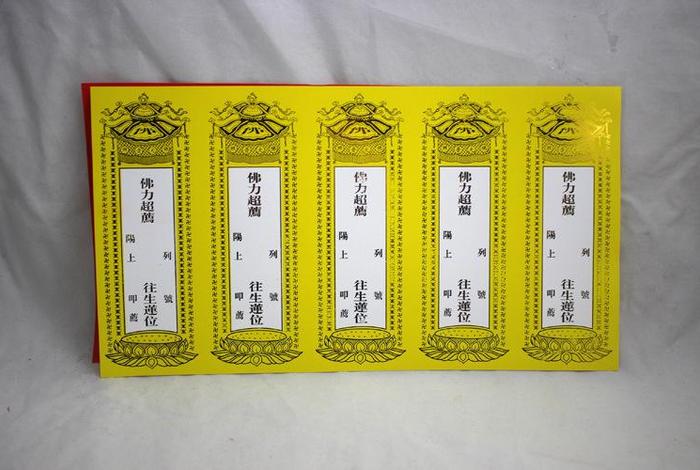 列號
佛力超薦 往生蓮位
陽上 叩薦
列號
佛力超薦 往生蓮位
陽上 叩薦
列號
佛力超薦 往生蓮位
陽上 叩薦
列號
佛力超薦 往生蓮位
陽上 叩薦
列號
佛力超薦 往生蓮位
陽上 叩薦